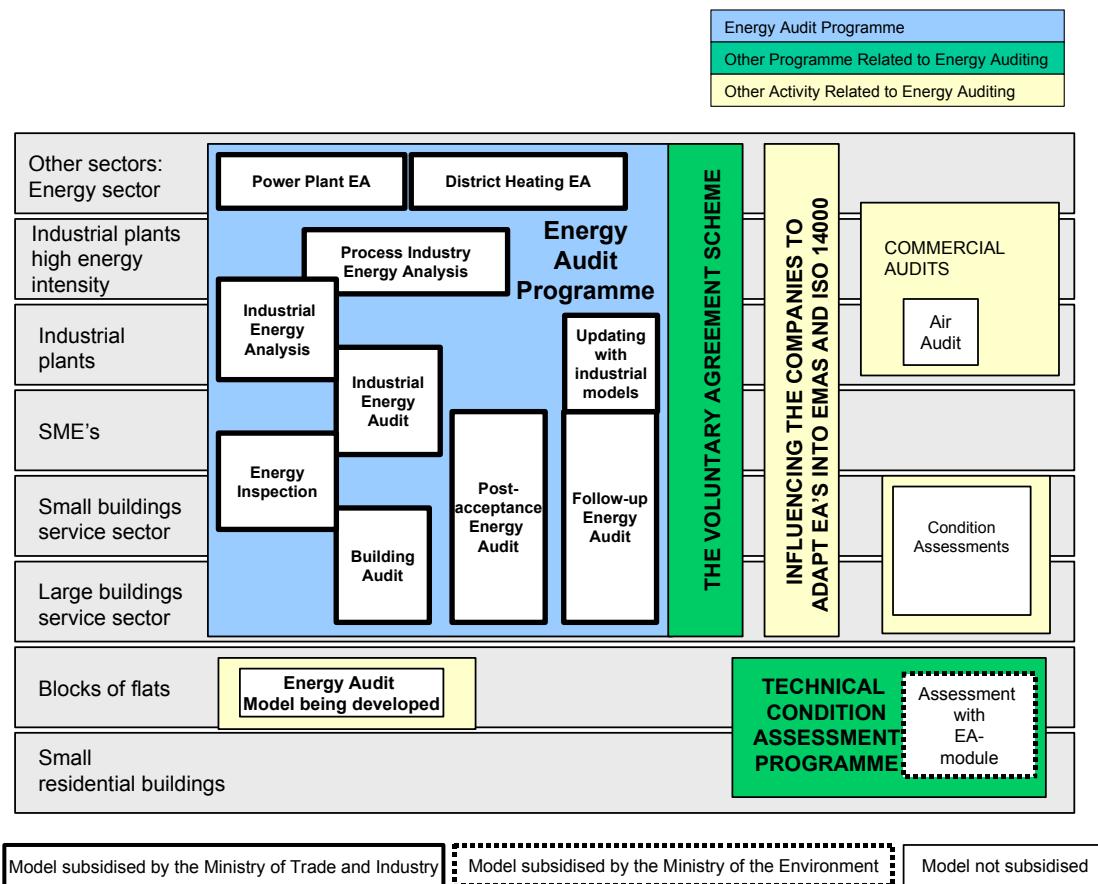 Energy Audit Programme
Other Programme Related to Energy Auditing
Other Activity Related to Energy Auditing
Other sectors:
Energy sector
Industrial plants
high energy
intensity
Industrial
plants
SME's
Small buildings
service sector
Large buildings
service sector
Blocks of flats
Small
residential buildings
Power Plant EA
District Heating EA
Process Industry
Energy Analysis
Energy
Audit
Programme
Industrial
Energy
Analysis
Industrial
Energy
Audit
Updating
with
industrial
models
Energy
Inspection
Building
Audit
Post-
acceptance
Energy
Audit
Follow-up
Energy
Audit
THE VOLUNTARY AGREEMENT SCHEME
INFLUENCING THE COMPANIES TO
ADAPT EA'S INTO EMAS AND ISO 14000
COMMERCIAL
AUDITS
Air
Audit
Condition
Assessments
Energy Audit
Model being developed
TECHNICAL
CONDITION
ASSESSMENT
PROGRAMME
Assessment
with
EA-
module
Model subsidised by the Ministry of Trade and Industry
Model subsidised by the Ministry of the Environment
Model not subsidised